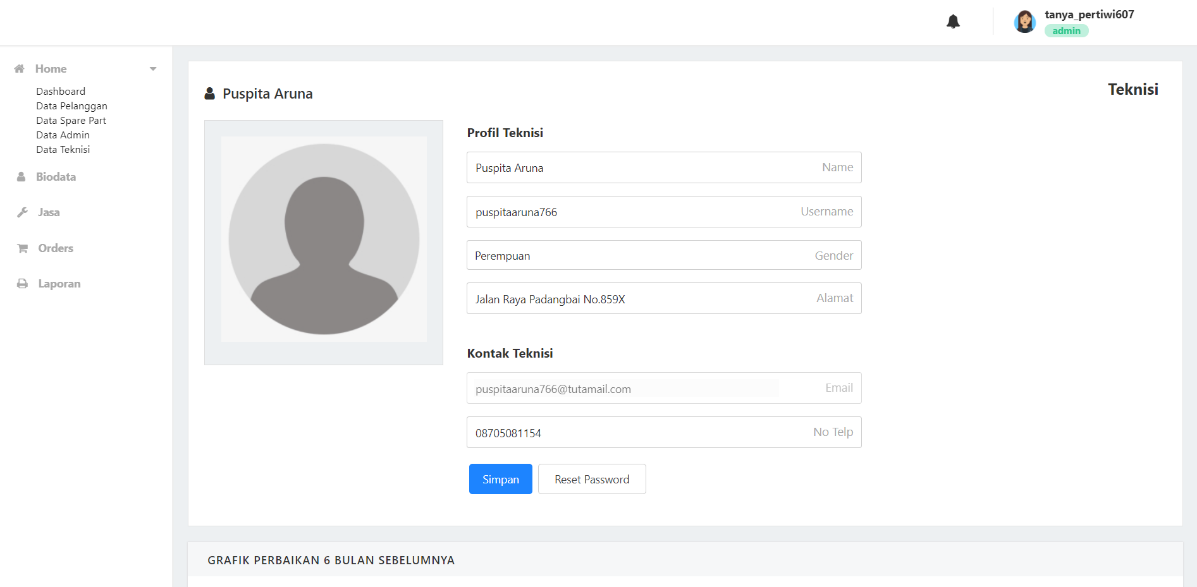 tanya_pertiwi607
admin
Home
Dashboard
Data Pelanggan
Data Spare Part
Data Admin
Data Teknisi
Biodata
Jasa
Orders
Laporan
Puspita Aruna
Teknisi
Profil Teknisi
Puspita Aruna Name
puspitaaruna766 Username
Perempuan Gender
Jalan Raya Padangbai No.859X Alamat
Kontak Teknisi
puspitaaruna766@tutamail.com Email
08705081154 No Telp
Simpan Reset Password
GRAFIK PERBAIKAN 6 BULAN SEBELUMNYA